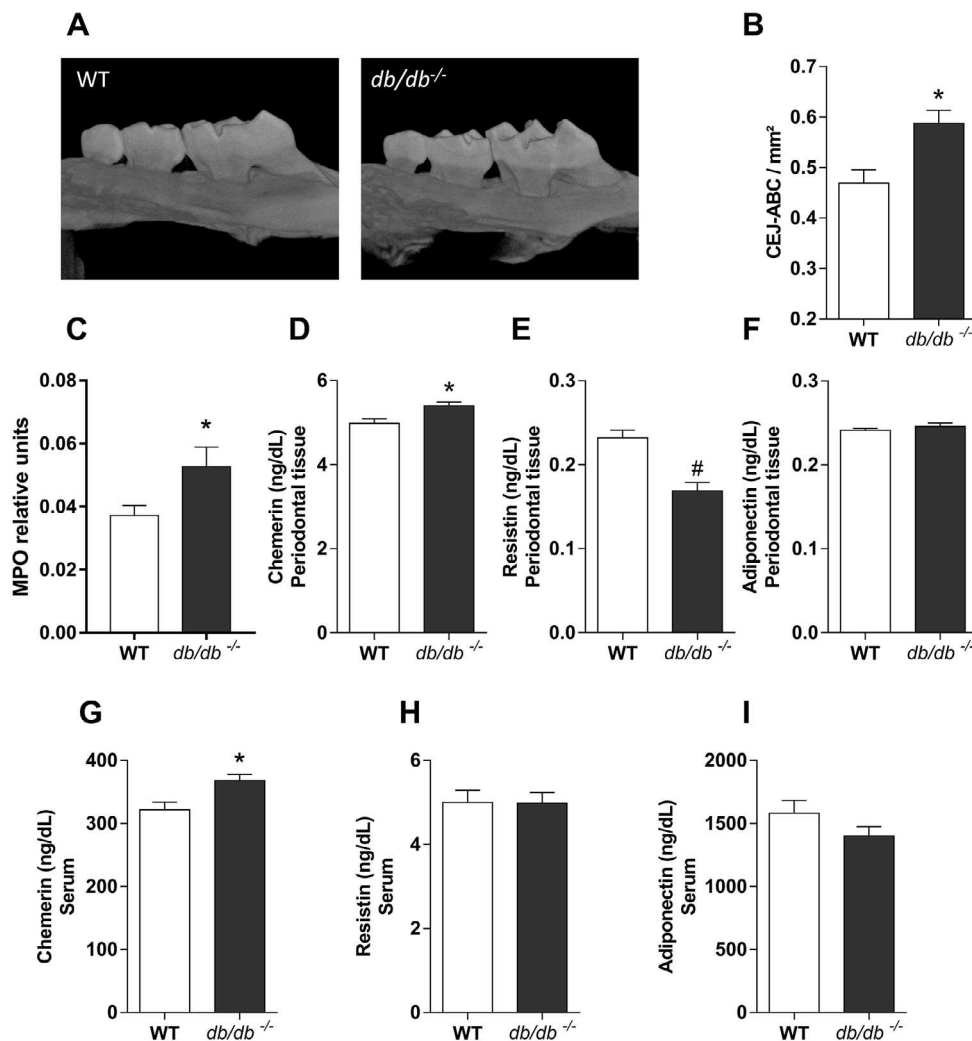 A
WT
db/db-/-
B
CEJ-ABC / mm²
0.7
0.6
0.5
0.4
0.3
0.2
*
WT
db/db -/-
C
MPO relative units
0.08
0.06
0.04
0.02
0.00
*
WT
db/db -/-
D
Chemerin (ng/dL)
Periodontal tissue
6
4
2
0
*
WT
db/db -/-
E
Resistin (ng/dL)
Periodontal tissue
0.3
0.2
0.1
0.0
#
WT
db/db -/-
F
Adiponectin (ng/dL)
Periodontal tissue
0.3
0.2
0.1
0.0
WT
db/db -/-
G
Chemerin (ng/dL)
Serum
400
300
200
100
0
*
WT
db/db -/-
H
Resistin (ng/dL)
Serum
6
4
2
0
WT
db/db -/-
I
Adiponectin (ng/dL)
Serum
2000
1500
1000
500
0
WT
db/db -/-